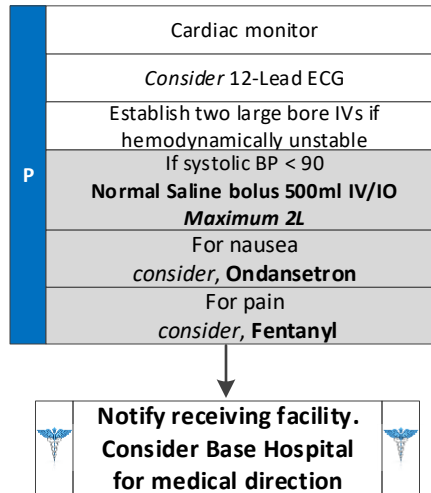 Cardiac monitor
Consider 12-Lead ECG
Establish two large bore IVs if
hemodynamically unstable
P
If systolic BP < 90
Normal Saline bolus 500ml IV/IO
Maximum 2L
For nausea
consider, Ondansetron
For pain
consider, Fentanyl
Notify receiving facility.
Consider Base Hospital
for medical direction